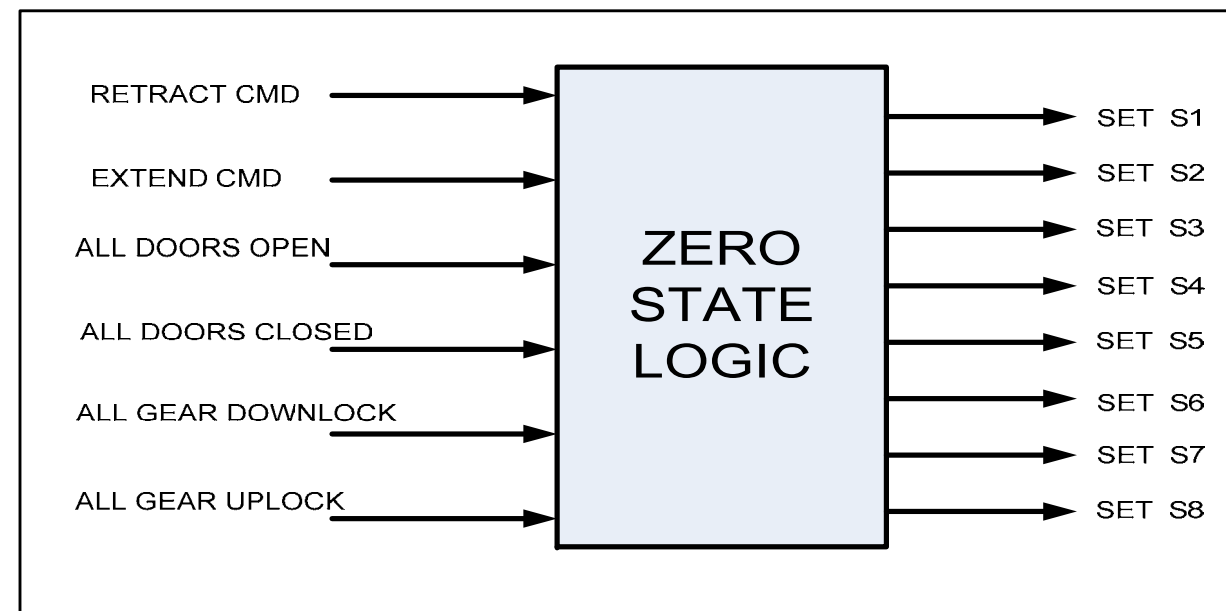 RETRACT CMD
EXTEND CMD
ALL DOORS OPEN
ALL DOORS CLOSED
ALL GEAR DOWNLOCK
ALL GEAR UPLOCK
ZERO
STATE
LOGIC
SET S1
SET S2
SET S3
SET S4
SET S5
SET S6
SET S7
SET S8